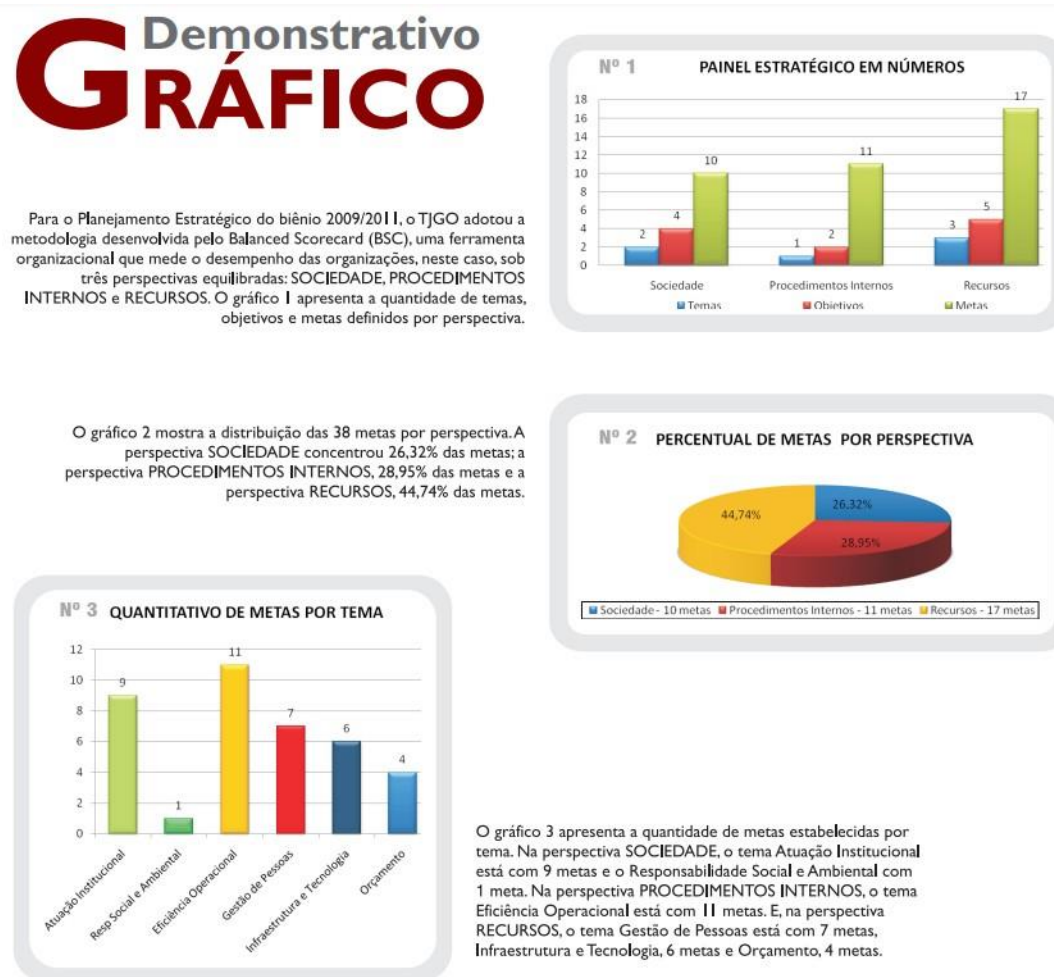 Demonstrativo
GRÁFICO
Para o Planejamento Estratégico do biênio 2009/2011, o TJGO adotou a
metodologia desenvolvida pelo Balanced Scorecard (BSC), uma ferramenta
organizacional que mede o desempenho das organizações, neste caso, sob
três perspectivas equilibradas: SOCIEDADE, PROCEDIMENTOS
INTERNOS e RECURSOS. O gráfico 1 apresenta a quantidade de temas,
objetivos e metas definidos por perspectiva.
Nº 1 PAINEL ESTRATÉGICO EM NÚMEROS
18
16
14
12
10
8
6
4
2
0
2 4 10
1 2 11
3 5 17
Sociedade Procedimentos Internos Recursos
Temas Objetivos Metas
O gráfico 2 mostra a distribuição das 38 metas por perspectiva. A
perspectiva SOCIEDADE concentrou 26,32% das metas; a
perspectiva PROCEDIMENTOS INTERNOS, 28,95% das metas e a
perspectiva RECURSOS, 44,74% das metas.
Nº 2 PERCENTUAL DE METAS POR PERSPECTIVA
44,74%
26,32%
28,95%
Sociedade - 10 metas Procedimentos Internos - 11 metas Recursos - 17 metas
Nº 3 QUANTITATIVO DE METAS POR TEMA
12
10
8
6
4
2
0
9 1 11 7 6 4
Atuação Institucional
Resp Social e Ambiental
Eficiência Operacional
Gestão de Pessoas
Infraestrutura e Tecnologia
Orçamento
O gráfico 3 apresenta a quantidade de metas estabelecidas por
tema. Na perspectiva SOCIEDADE, o tema Atuação Institucional
está com 9 metas e o Responsabilidade Social e Ambiental com
1 meta. Na perspectiva PROCEDIMENTOS INTERNOS, o tema
Eficiência Operacional está com 11 metas. E, na perspectiva
RECURSOS, o tema Gestão de Pessoas está com 7 metas,
Infraestrutura e Tecnologia, 6 metas e Orçamento, 4 metas.